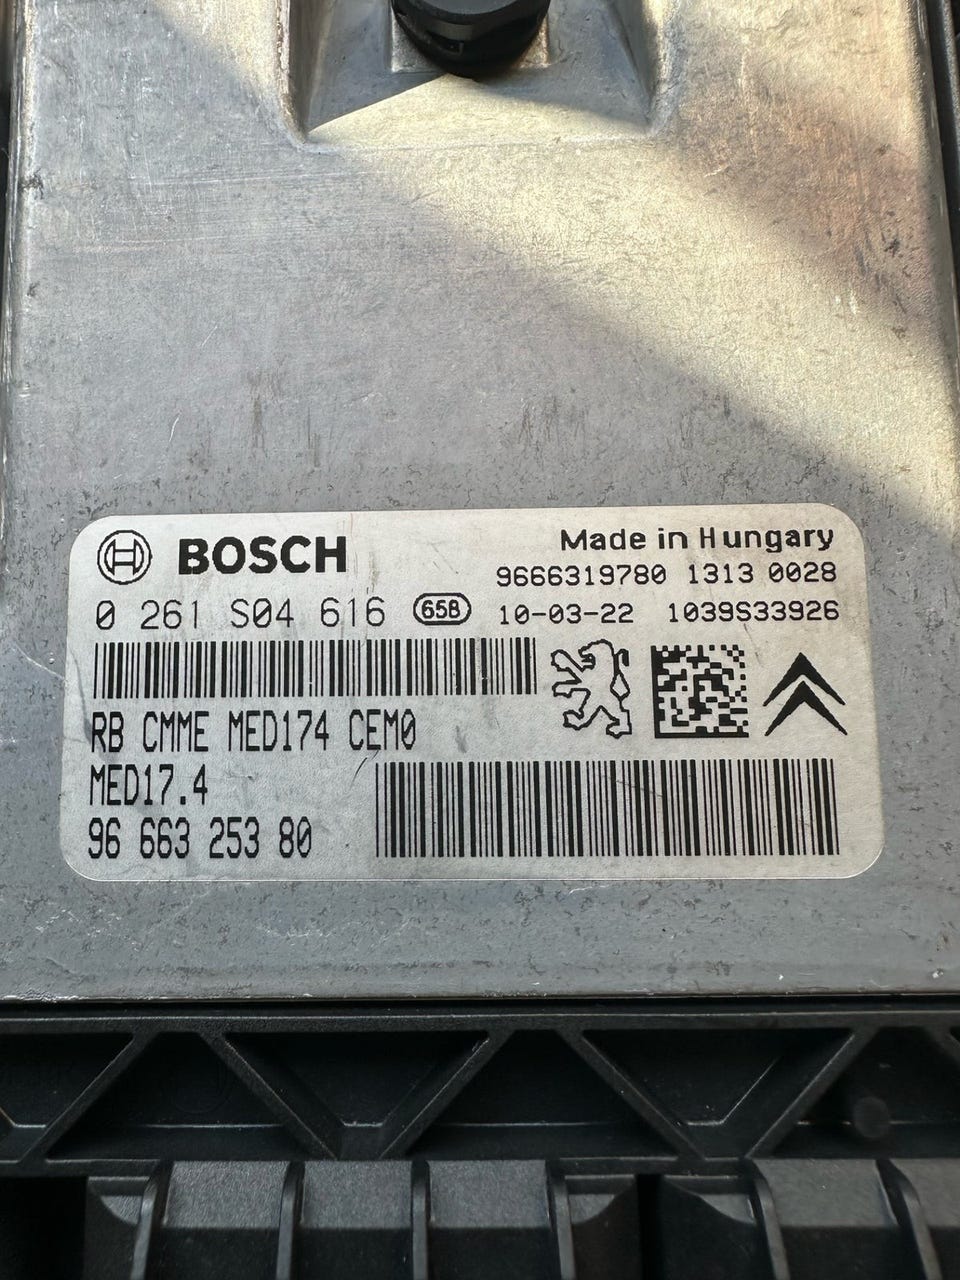 BOSCH
Made in Hungary
9666319780 1313 0028
0 261 S04 616 65B
10-03-22 1039S33926
RB CMME MED174 CEM0
MED17.4
96 663 253 80